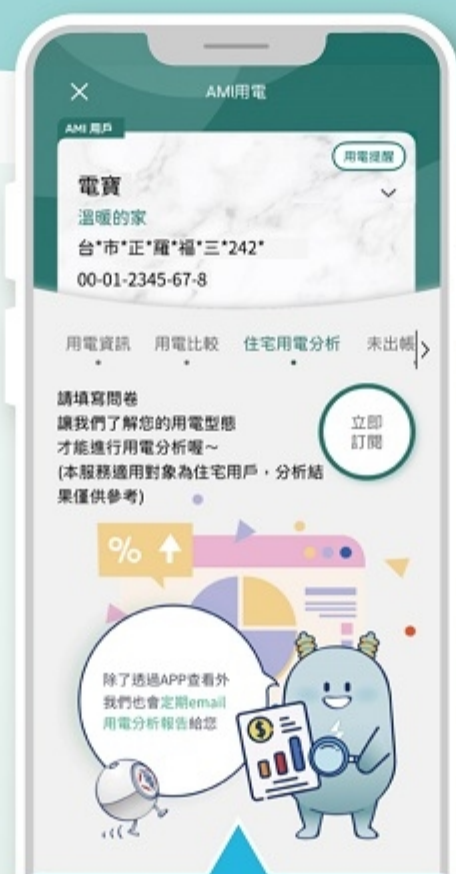 AMI用電
AMI 用戶
用電提醒
電寶
溫暖的家
台*市*正*羅*福*三*242*
00-01-2345-67-8
用電資訊 用電比較 住宅用電分析 未出帳
請填寫問卷
讓我們了解您的用電型態
才能進行用電分析喔～
(本服務適用對象為住宅用戶，分析結
果僅供參考)
立即
訂閱
%
除了透過APP查看外
我們也會定期email
用電分析報告給您
$